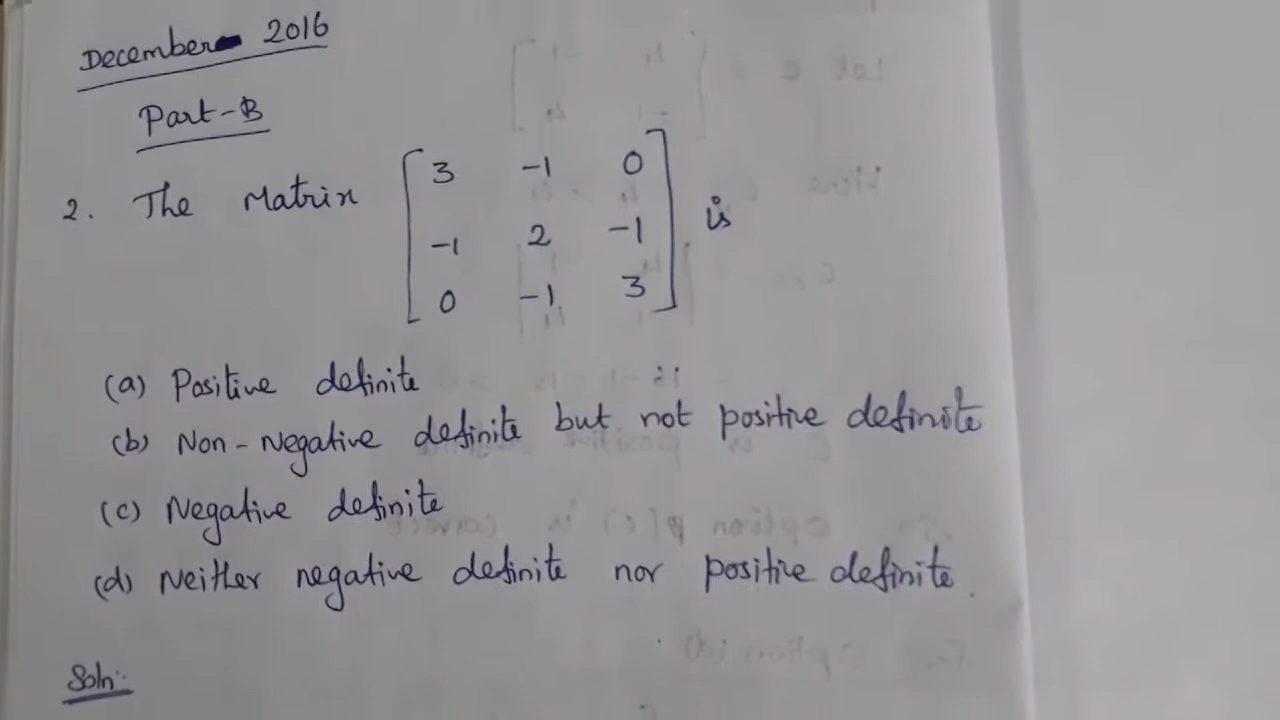 December 2016
Part-B
2. The Matrix [ 3 -1 0 ] is
-1 2 -1
0 -1 3
(a) Positive definite
(b) Non-negative definite but not positive definite
(c) Negative definite
(d) Neither negative definite nor positive definite.
Soln: